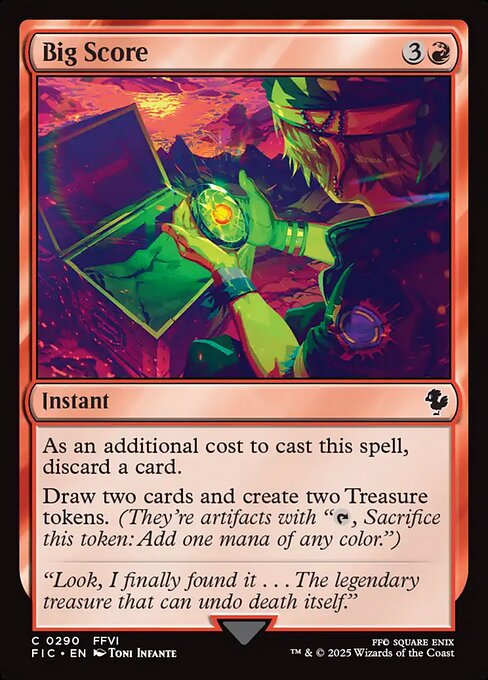 Big Score 3
Instant
As an additional cost to cast this spell,
discard a card.
Draw two cards and create two Treasure
tokens. (They're artifacts with “, Sacrifice
this token: Add one mana of any color.”)
“Look, I finally found it . . . The legendary
treasure that can undo death itself.”
C 0290 FFVI
FIC • EN Toni Infante
FF© SQUARE ENIX
™ & © 2025 Wizards of the Coast